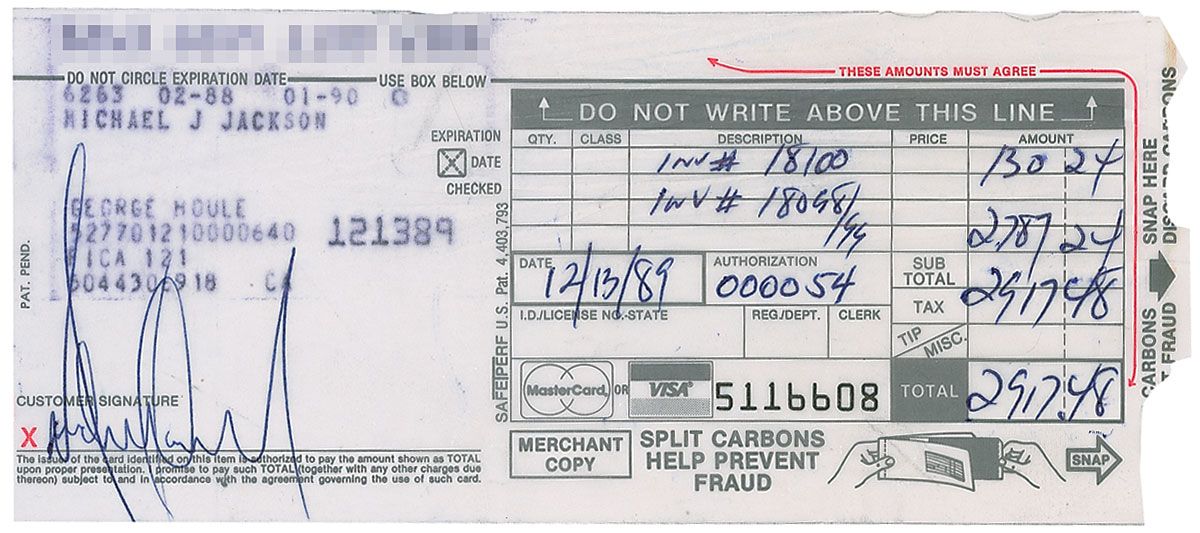 DO NOT CIRCLE EXPIRATION DATE USE BOX BELOW
6263 02-88 01-90
MICHAEL J JACKSON
EXPIRATION
DATE
CHECKED
GEORGE HOULE
527701210000640
121389
CA
PAT. PEND.
CUSTOMER SIGNATURE
X
The issuer of the card identified on this item is authorized to pay the amount shown as TOTAL
upon proper presentation. I promise to pay such TOTAL (together with any other charges due
thereon) subject to and in accordance with the agreement governing the use of such card.
SAFEPERF U.S. Pat. 4,403,793
THESE AMOUNTS MUST AGREE
DO NOT WRITE ABOVE THIS LINE
QTY. CLASS DESCRIPTION PRICE AMOUNT
INV# 18100 130 24
INV# 18098/
/99 2,787 24
DATE 12/13/89 AUTHORIZATION 000054 SUB TOTAL 2917 48
TAX
I.D./LICENSE NO.-STATE REG./DEPT. CLERK
TIP MISC.
MasterCard OR VISA 5116608 TOTAL 2917.48
MERCHANT COPY
SPLIT CARBONS
HELP PREVENT
FRAUD
SNAP
SNAP HERE
CARBONS
FRAUD